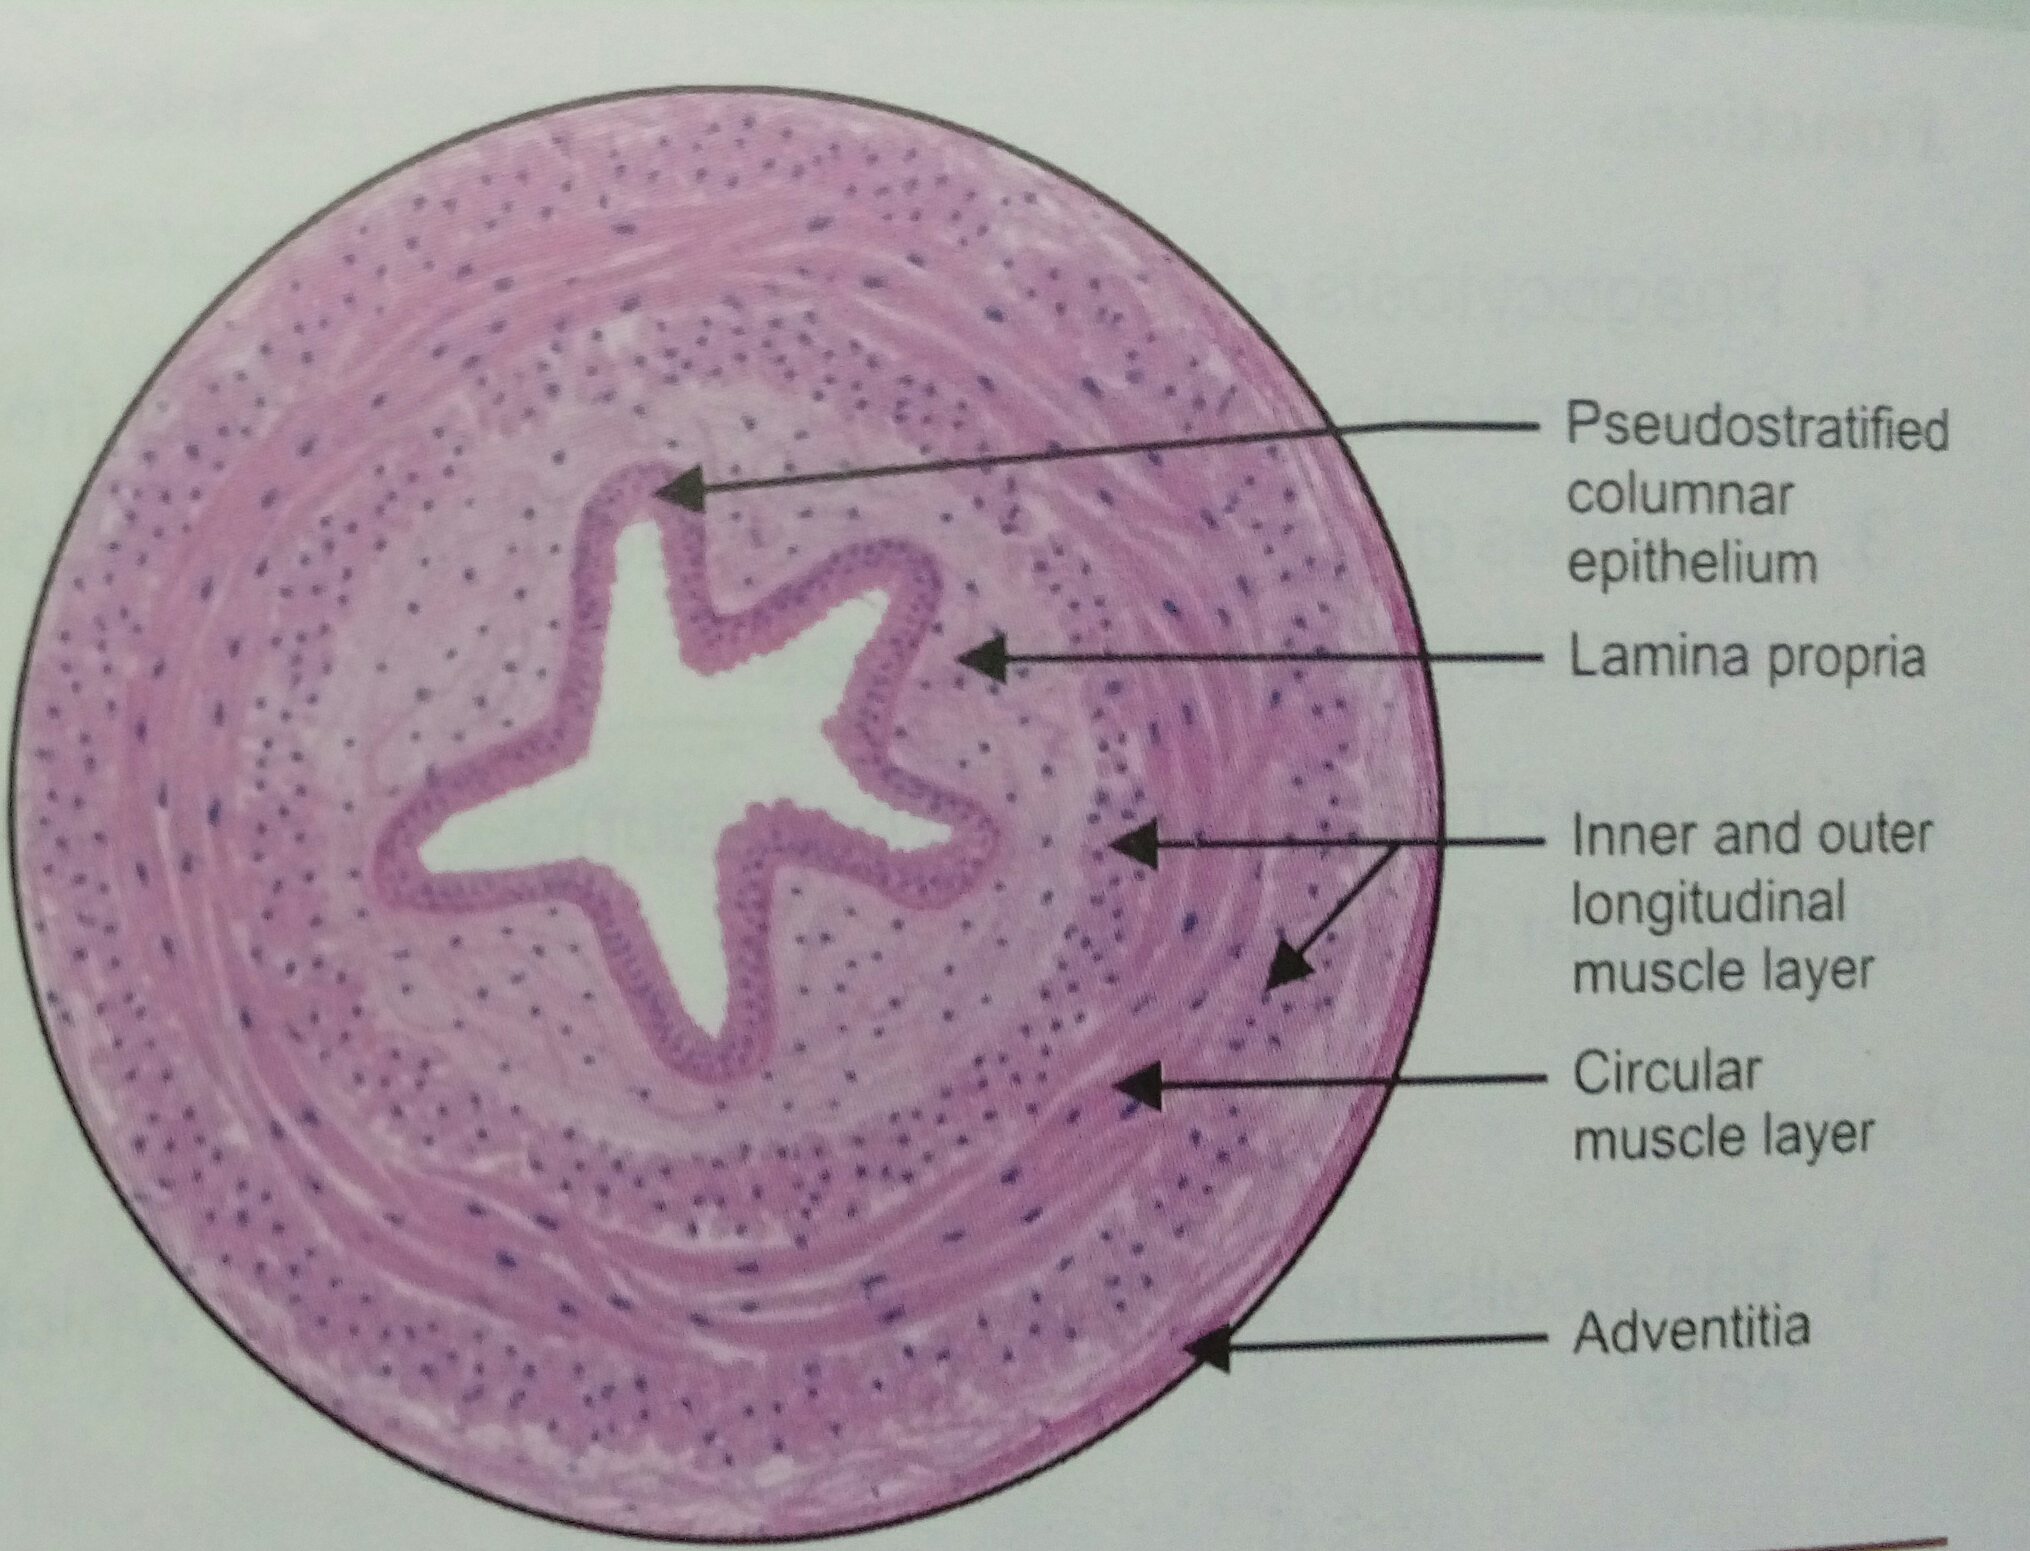 Pseudostratified
columnar
epithelium
Lamina propria
Inner and outer
longitudinal
muscle layer
Circular
muscle layer
Adventitia